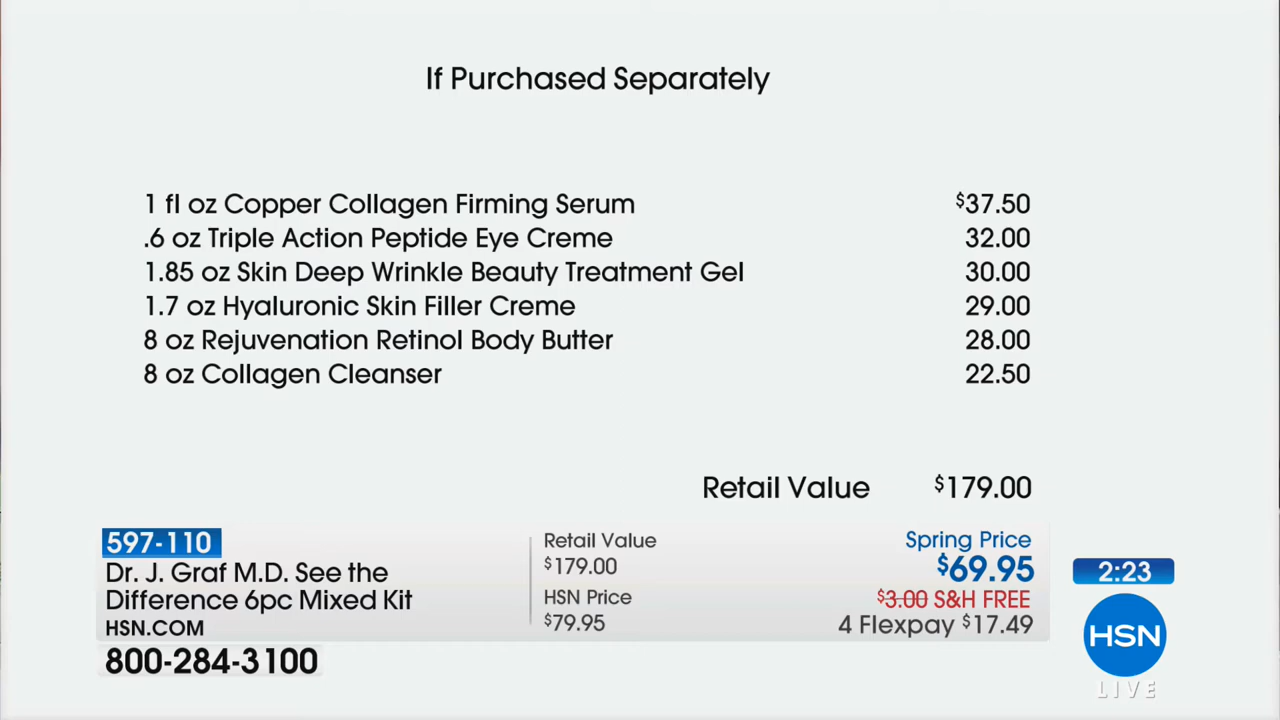 If Purchased Separately
1 fl oz Copper Collagen Firming Serum $37.50
.6 oz Triple Action Peptide Eye Creme 32.00
1.85 oz Skin Deep Wrinkle Beauty Treatment Gel 30.00
1.7 oz Hyaluronic Skin Filler Creme 29.00
8 oz Rejuvenation Retinol Body Butter 28.00
8 oz Collagen Cleanser 22.50
Retail Value $179.00
597-110
Dr. J. Graf M.D. See the
Difference 6pc Mixed Kit
HSN.COM
800-284-3100
Retail Value
$179.00
HSN Price
$79.95
Spring Price
$69.95
$3.00 S&H FREE
4 Flexpay $17.49
2:23
HSN
LIVE